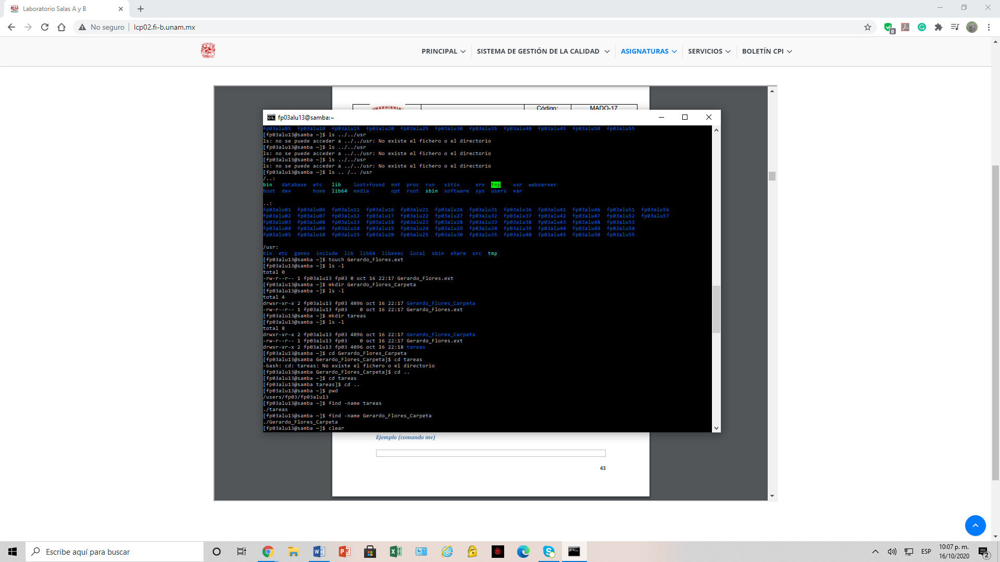 Laboratorio Salas A y B
No seguro | lcp02.fi-b.unam.mx
0
PRINCIPAL SISTEMA DE GESTIÓN DE LA CALIDAD ASIGNATURAS SERVICIOS BOLETÍN CPI
INGENIERIA Código: MADO-17
fp03alu13@samba:~
fp03alu05 fp03alu10 fp03alu15 fp03alu20 fp03alu25 fp03alu30 fp03alu35 fp03alu40 fp03alu45 fp03alu50 fp03alu55
[fp03alu13@samba ~]$ ls ../../usr
ls: no se puede acceder a ../../usr: No existe el fichero o el directorio
[fp03alu13@samba ~]$ ls ../../usr
ls: no se puede acceder a ../../usr: No existe el fichero o el directorio
[fp03alu13@samba ~]$ ls ../../usr
ls: no se puede acceder a ../../usr: No existe el fichero o el directorio
[fp03alu13@samba ~]$ ls .. /.. /usr
/..:
bin database etc lib lost+found mnt proc run sitio srv tmp usr webserver
boot dev home lib64 media opt root sbin software sys users var
..:
fp03alu01 fp03alu06 fp03alu11 fp03alu16 fp03alu21 fp03alu26 fp03alu31 fp03alu36 fp03alu41 fp03alu46 fp03alu51 fp03alu56
fp03alu02 fp03alu07 fp03alu12 fp03alu17 fp03alu22 fp03alu27 fp03alu32 fp03alu37 fp03alu42 fp03alu47 fp03alu52 fp03alu57
fp03alu03 fp03alu08 fp03alu13 fp03alu18 fp03alu23 fp03alu28 fp03alu33 fp03alu38 fp03alu43 fp03alu48 fp03alu53
fp03alu04 fp03alu09 fp03alu14 fp03alu19 fp03alu24 fp03alu29 fp03alu34 fp03alu39 fp03alu44 fp03alu49 fp03alu54
fp03alu05 fp03alu10 fp03alu15 fp03alu20 fp03alu25 fp03alu30 fp03alu35 fp03alu40 fp03alu45 fp03alu50 fp03alu55
/usr:
bin etc games include lib lib64 libexec local sbin share src tmp
[fp03alu13@samba ~]$ touch Gerardo_Flores.ext
[fp03alu13@samba ~]$ ls -l
total 0
-rw-r--r-- 1 fp03alu13 fp03 0 oct 16 22:17 Gerardo_Flores.ext
[fp03alu13@samba ~]$ mkdir Gerardo_Flores_Carpeta
[fp03alu13@samba ~]$ ls -l
total 4
drwxr-xr-x 2 fp03alu13 fp03 4096 oct 16 22:17 Gerardo_Flores_Carpeta
-rw-r--r-- 1 fp03alu13 fp03 0 oct 16 22:17 Gerardo_Flores.ext
[fp03alu13@samba ~]$ mkdir tareas
[fp03alu13@samba ~]$ ls -l
total 8
drwxr-xr-x 2 fp03alu13 fp03 4096 oct 16 22:17 Gerardo_Flores_Carpeta
-rw-r--r-- 1 fp03alu13 fp03 0 oct 16 22:17 Gerardo_Flores.ext
drwxr-xr-x 2 fp03alu13 fp03 4096 oct 16 22:18 tareas
[fp03alu13@samba ~]$ cd Gerardo_Flores_Carpeta
[fp03alu13@samba Gerardo_Flores_Carpeta]$ cd tareas
-bash: cd: tareas: No existe el fichero o el directorio
[fp03alu13@samba Gerardo_Flores_Carpeta]$ cd ..
[fp03alu13@samba ~]$ cd tareas
[fp03alu13@samba tareas]$ cd ..
[fp03alu13@samba ~]$ pwd
/users/fp03/fp03alu13
[fp03alu13@samba ~]$ find -name tareas
./tareas
[fp03alu13@samba ~]$ find -name Gerardo_Flores_Carpeta
./Gerardo_Flores_Carpeta
[fp03alu13@samba ~]$ clear
Ejemplo (comando mv)
43
Escribe aquí para buscar
ESP
10:07 p. m.
16/10/2020
2